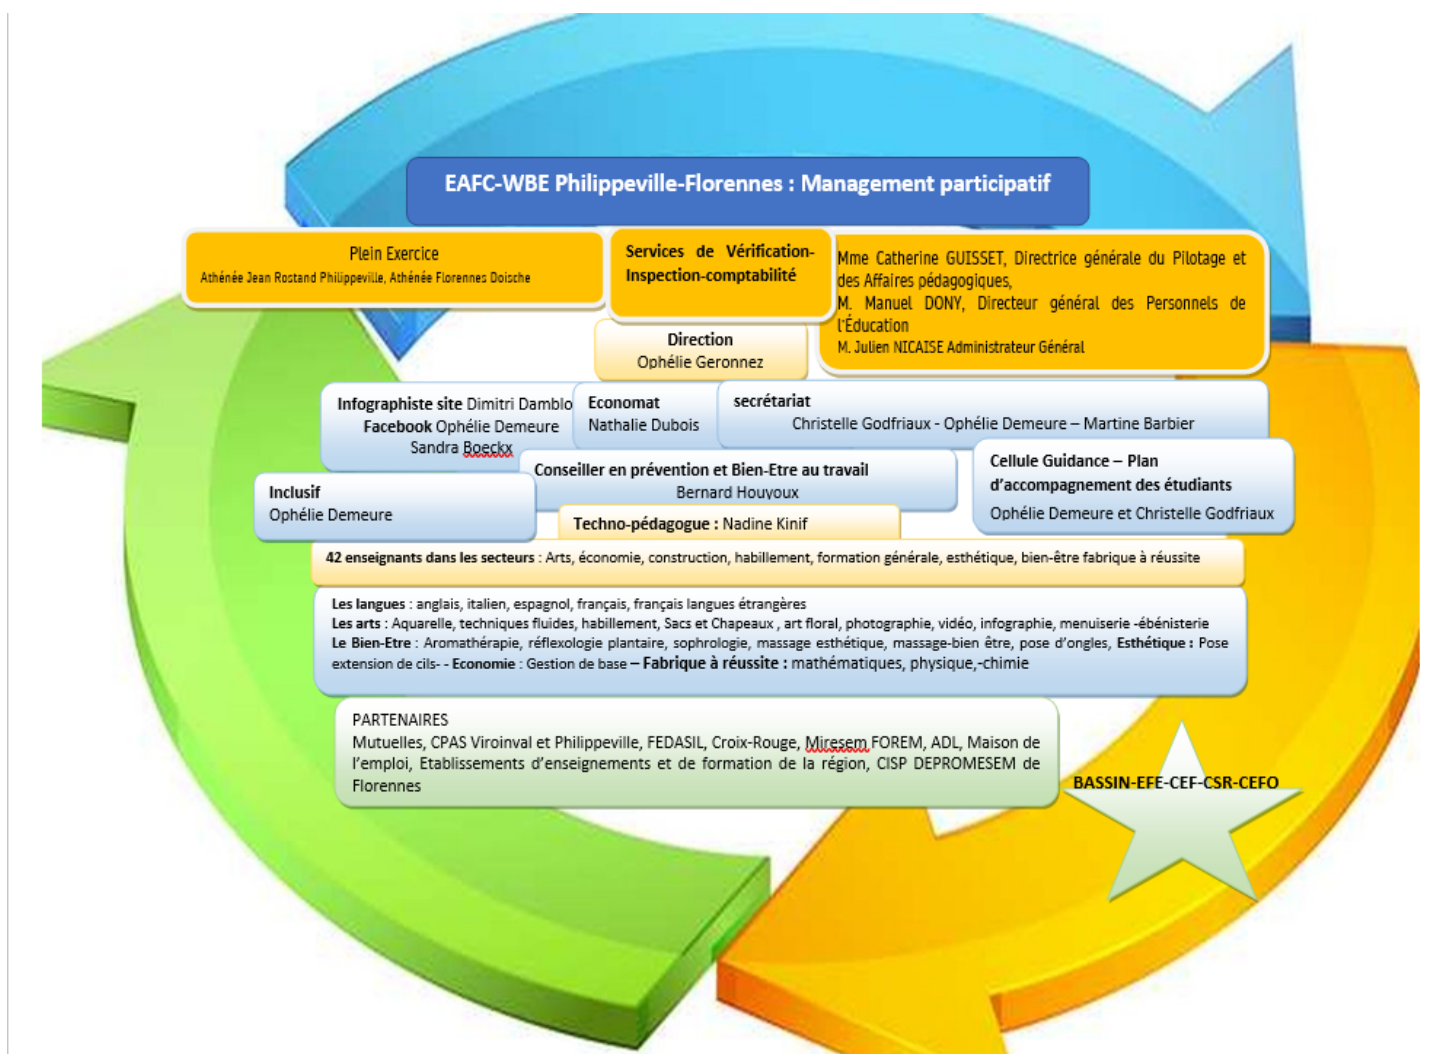 EAFC-WBE Philippeville-Florennes : Management participatif
Plein Exercice
Athénée Jean Rostand Philippeville, Athénée Florennes Doische
Services de Vérification-
Inspection-comptabilité
Mme Catherine GUISSET, Directrice générale du Pilotage et
des Affaires pédagogiques,
M. Manuel DONY, Directeur général des Personnels de
l'Éducation
M. Julien NICAISE Administrateur Général
Direction
Ophélie Geronnez
Infographiste site Dimitri Damblo
Facebook Ophélie Demeure
Sandra Boeckx
Economat
Nathalie Dubois
secrétariat
Christelle Godfriaux - Ophélie Demeure – Martine Barbier
Conseiller en prévention et Bien-Etre au travail
Bernard Houyoux
Cellule Guidance – Plan
d'accompagnement des étudiants
Ophélie Demeure et Christelle Godfriaux
Inclusif
Ophélie Demeure
Techno-pédagogue : Nadine Kinif
42 enseignants dans les secteurs : Arts, économie, construction, habillement, formation générale, esthétique, bien-être fabrique à réussite
Les langues : anglais, italien, espagnol, français, français langues étrangères
Les arts : Aquarelle, techniques fluides, habillement, Sacs et Chapeaux , art floral, photographie, vidéo, infographie, menuiserie -ébénisterie
Le Bien-Etre : Aromathérapie, réflexologie plantaire, sophrologie, massage esthétique, massage-bien être, pose d'ongles, Esthétique : Pose
extension de cils- - Economie : Gestion de base – Fabrique à réussite : mathématiques, physique,-chimie
PARTENAIRES
Mutuelles, CPAS Viroinval et Philippeville, FEDASIL, Croix-Rouge, Miresem FOREM, ADL, Maison de
l'emploi, Etablissements d'enseignements et de formation de la région, CISP DEPROMESEM de
Florennes
BASSIN-EFE-CEF-CSR-CEFO